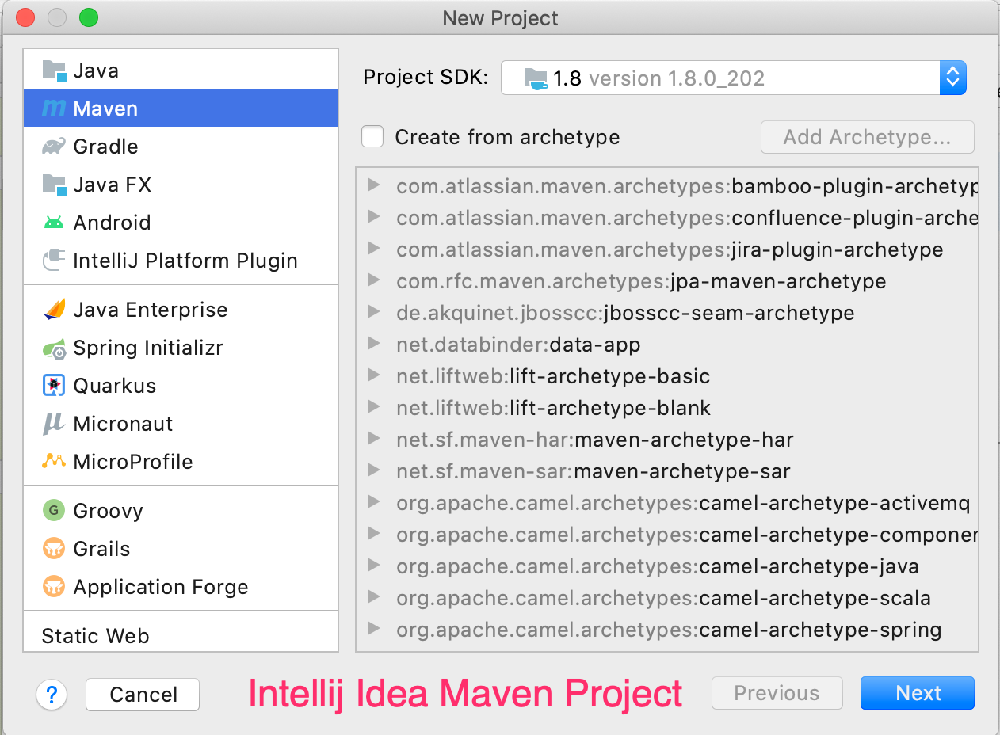 New Project
Java
Maven
Gradle
Java FX
Android
IntelliJ Platform Plugin
Java Enterprise
Spring Initializr
Quarkus
Micronaut
MicroProfile
G
Groovy
Grails
Application Forge
Static Web
Project SDK: 1.8 version 1.8.0_202
Create from archetype Add Archetype...
com.atlassian.maven.archetypes:bamboo-plugin-archetyp
com.atlassian.maven.archetypes:confluence-plugin-arche
com.atlassian.maven.archetypes:jira-plugin-archetype
com.rfc.maven.archetypes:jpa-maven-archetype
de.akquinet.jbosscc:jbosscc-seam-archetype
net.databinder:data-app
net.liftweb:lift-archetype-basic
net.liftweb:lift-archetype-blank
net.sf.maven-har:maven-archetype-har
net.sf.maven-sar:maven-archetype-sar
org.apache.camel.archetypes:camel-archetype-activemq
org.apache.camel.archetypes:camel-archetype-componen
org.apache.camel.archetypes:camel-archetype-java
org.apache.camel.archetypes:camel-archetype-scala
org.apache.camel.archetypes:camel-archetype-spring
? Cancel Intellij Idea Maven Project Previous Next